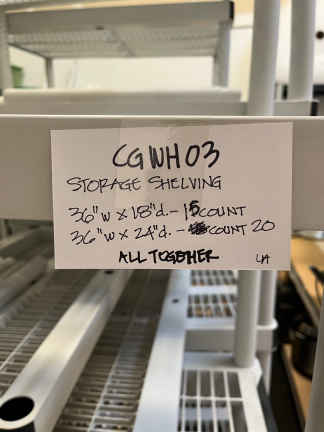 CGWH03
STORAGE SHELVING
36"W X 18"d. - 15 COUNT
36"W X 24"d. - COUNT 20
ALL TOGETHER